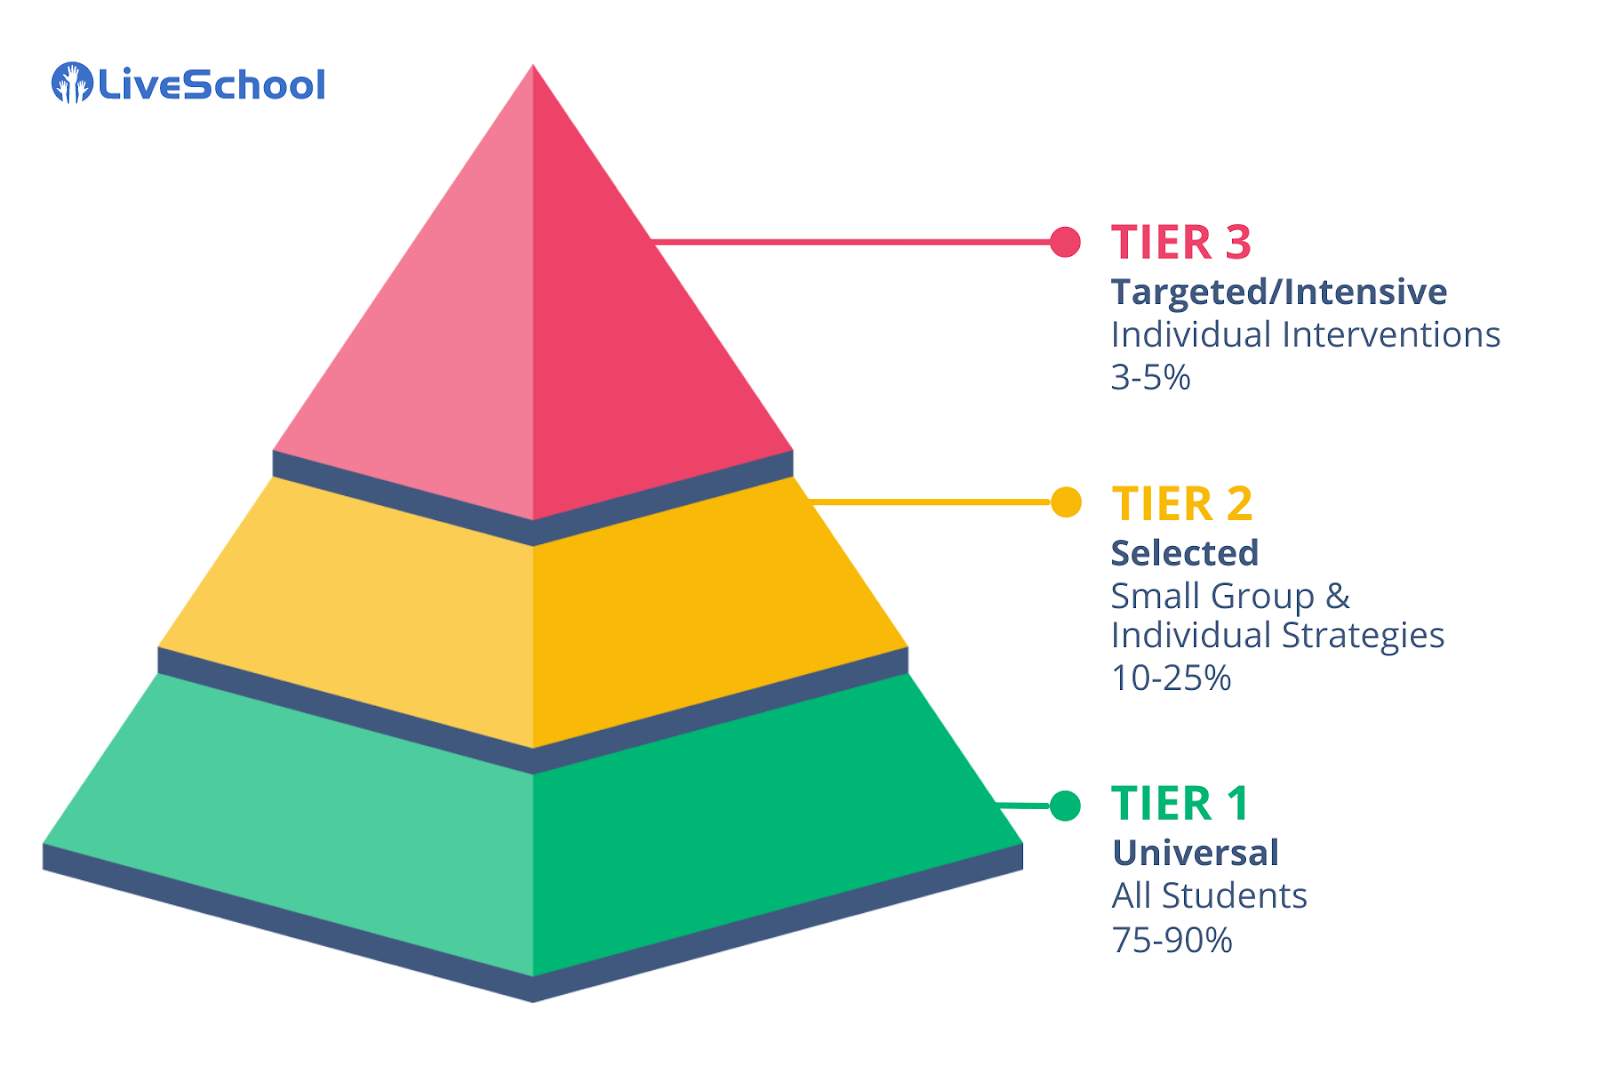 LiveSchool
TIER 3
Targeted/Intensive
Individual Interventions
3-5%
TIER 2
Selected
Small Group &
Individual Strategies
10-25%
TIER 1
Universal
All Students
75-90%